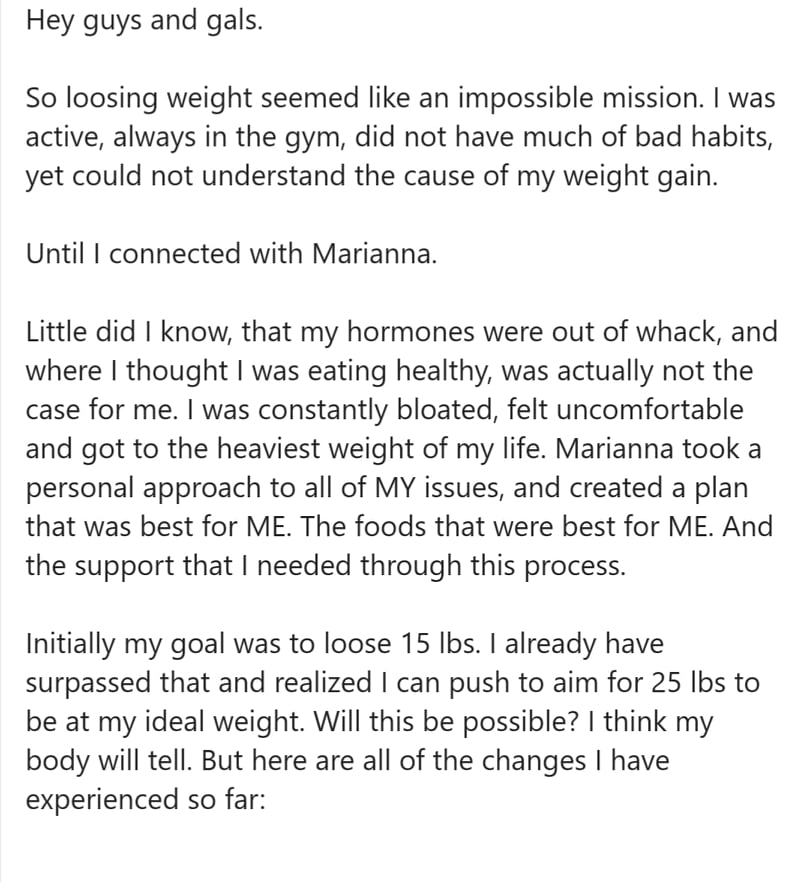 Hey guys and gals.
So loosing weight seemed like an impossible mission. I was
active, always in the gym, did not have much of bad habits,
yet could not understand the cause of my weight gain.
Until I connected with Marianna.
Little did I know, that my hormones were out of whack, and
where I thought I was eating healthy, was actually not the
case for me. I was constantly bloated, felt uncomfortable
and got to the heaviest weight of my life. Marianna took a
personal approach to all of MY issues, and created a plan
that was best for ME. The foods that were best for ME. And
the support that I needed through this process.
Initially my goal was to loose 15 lbs. I already have
surpassed that and realized I can push to aim for 25 lbs to
be at my ideal weight. Will this be possible? I think my
body will tell. But here are all of the changes I have
experienced so far: